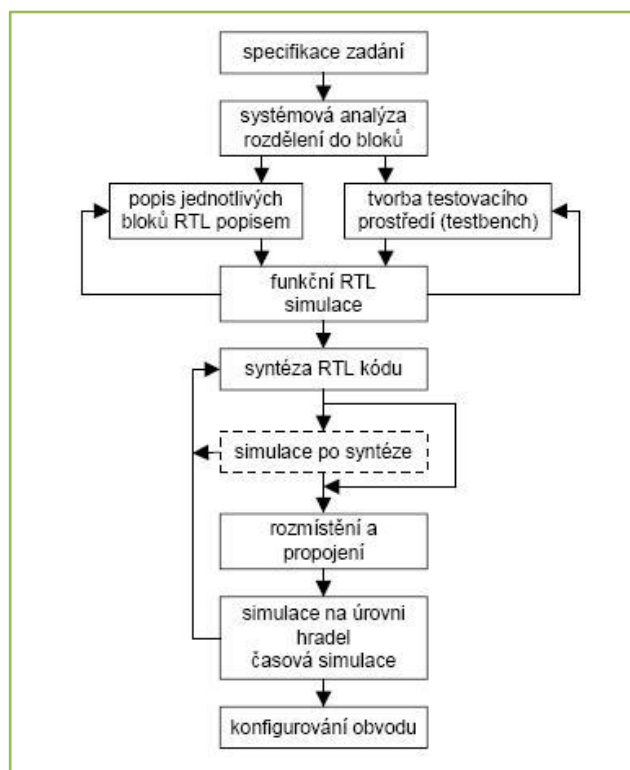 specifikace zadání
systémová analýza
rozdělení do bloků
popis jednotlivých
bloků RTL popisem
tvorba testovacího
prostředí (testbench)
funkční RTL
simulace
syntéza RTL kódu
simulace po syntéze
rozmístění a
propojení
simulace na úrovni
hradel
časová simulace
konfigurování obvodu